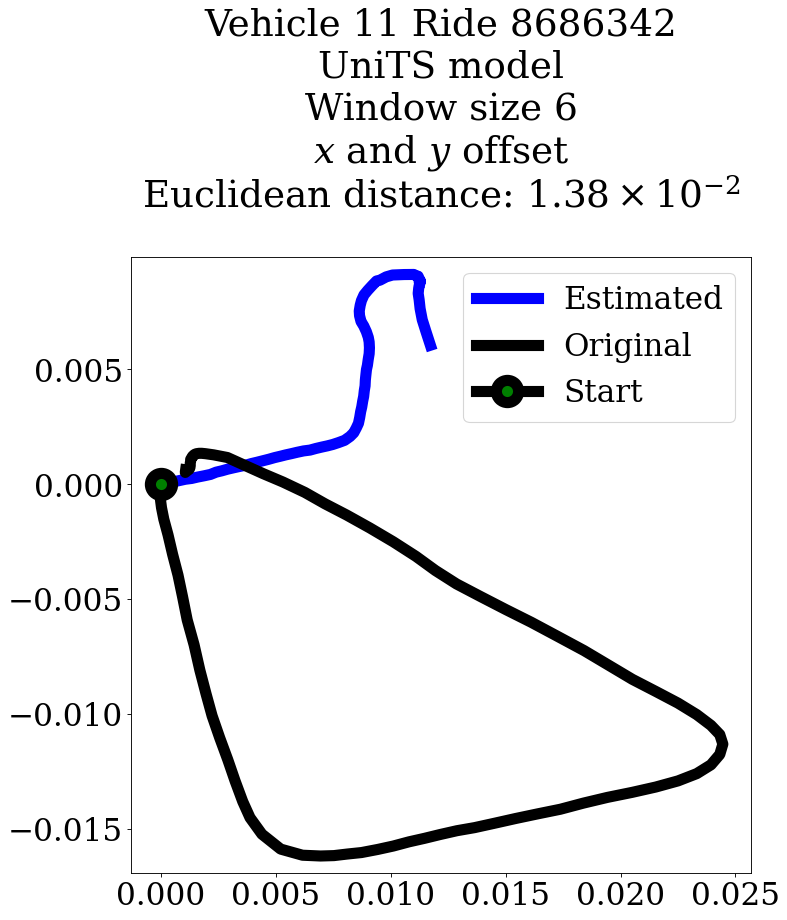 Vehicle 11 Ride 8686342
UniTS model
Window size 6
x and y offset
Euclidean distance: 1.38 × 10⁻²
Estimated
Original
Start
0.005
0.000
−0.005
−0.010
−0.015
0.000 0.005 0.010 0.015 0.020 0.025